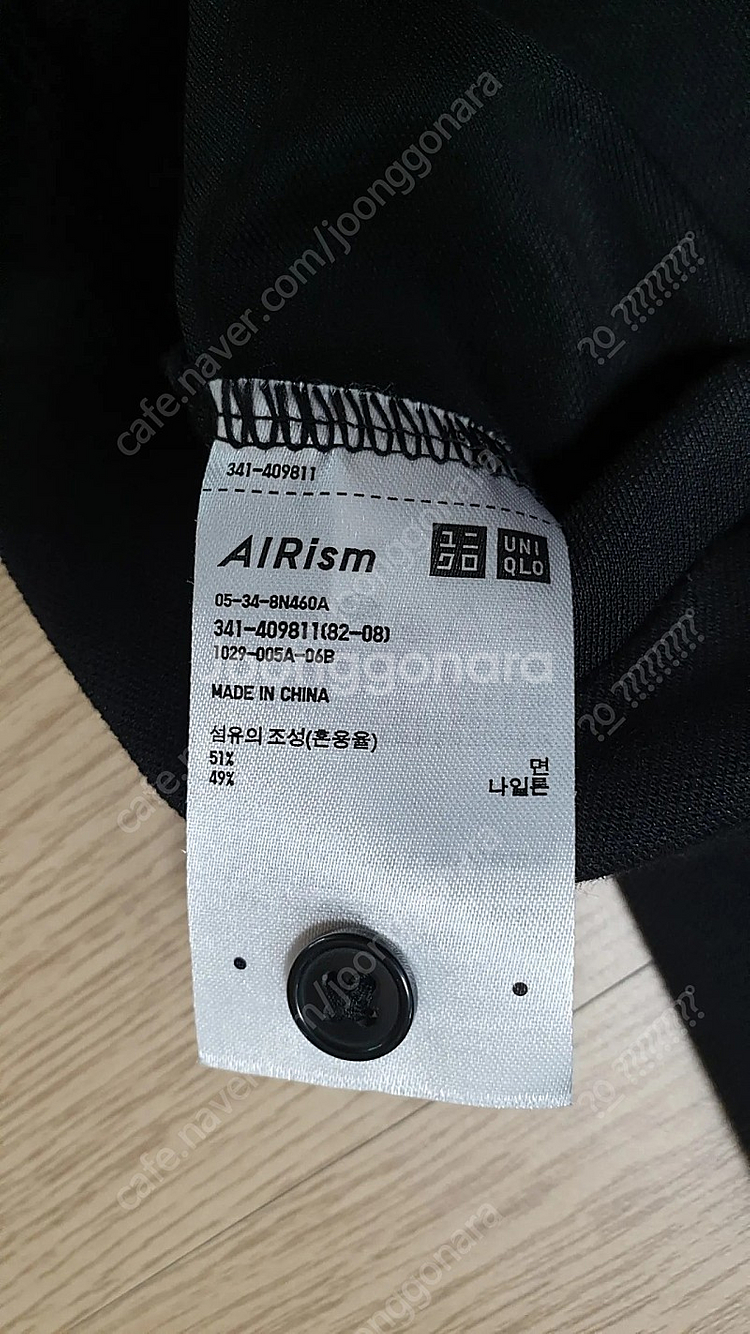 341-409811
AIRism
ユニ
クロ
UNI
QLO
05-34-8N460A
341-409811(82-08)
1029-005A-06B
MADE IN CHINA
섬유의 조성(혼용율)
51% 면
49% 나일론
cafe.naver.com/joonggonara
joonggonara